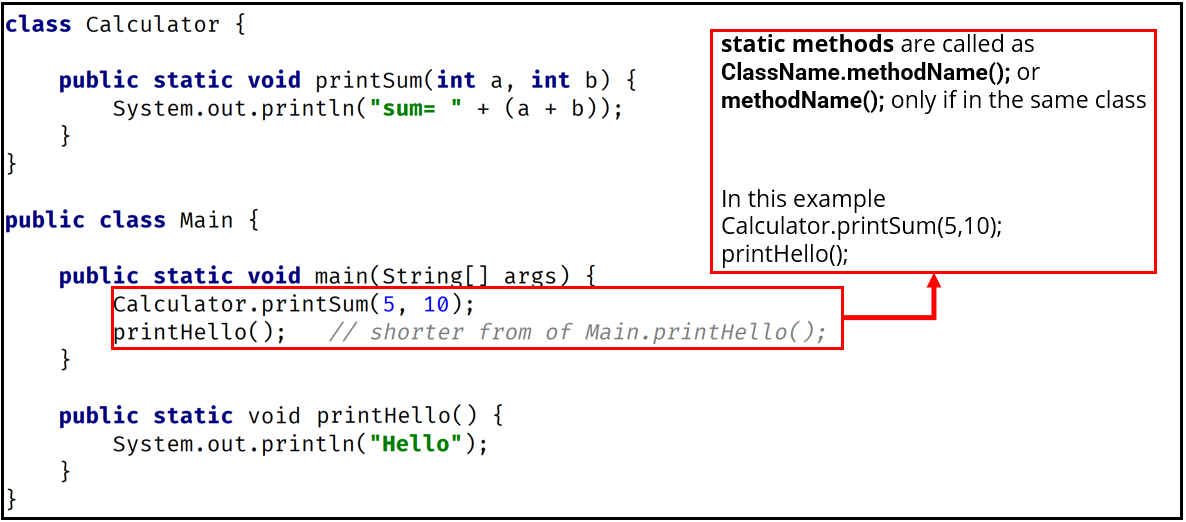 class Calculator {
public static void printSum(int a, int b) {
System.out.println("sum= " + (a + b));
}
}
public class Main {
public static void main(String[] args) {
Calculator.printSum(5, 10);
printHello();   // shorter from of Main.printHello();
}
public static void printHello() {
System.out.println("Hello");
}
}
static methods are called as
ClassName.methodName(); or
methodName(); only if in the same class
In this example
Calculator.printSum(5,10);
printHello();